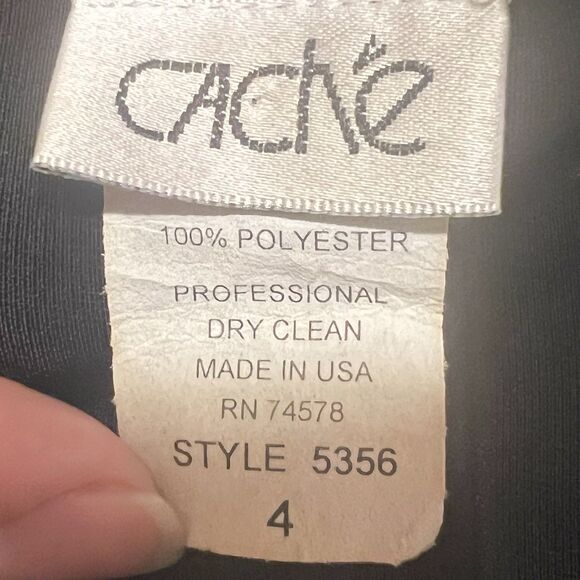 CAChé
100% POLYESTER
PROFESSIONAL
DRY CLEAN
MADE IN USA
RN 74578
STYLE 5356
4